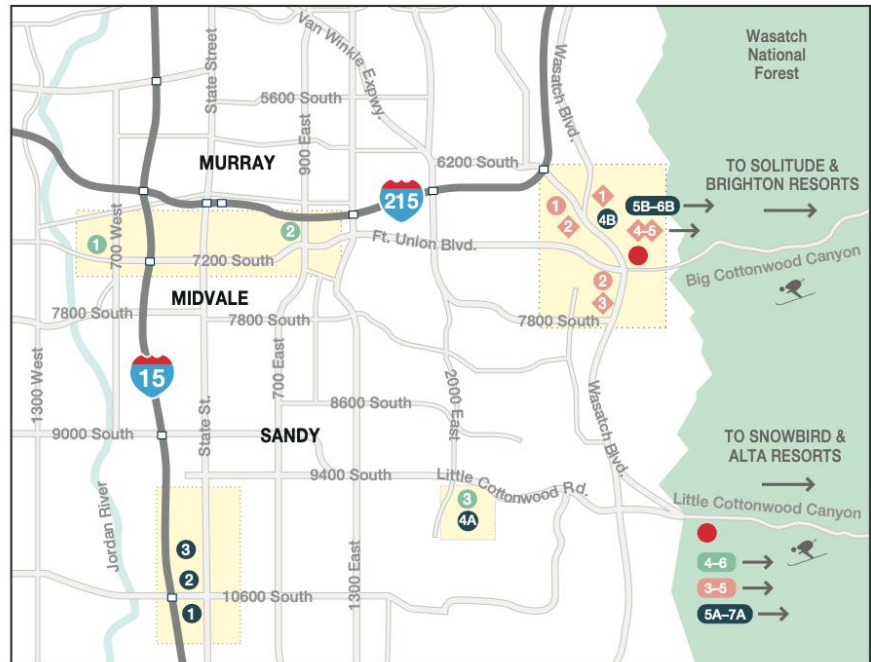 Van Winkle Expwy.
State Street
Wasatch Blvd.
Wasatch
National
Forest
5600 South
900 East
MURRAY
6200 South
TO SOLITUDE &
BRIGHTON RESORTS
215
1
1
5B–6B
4B
2
4–5
700 West
1
2
Ft. Union Blvd.
7200 South
Big Cottonwood Canyon
2
3
MIDVALE
7800 South
7800 South
7800 South
1300 West
15
700 East
2000 East
Wasatch Blvd.
8600 South
State St.
SANDY
9000 South
TO SNOWBIRD &
ALTA RESORTS
9400 South
Little Cottonwood Rd.
Little Cottonwood Canyon
3
4A
Jordan River
3
2
1
10600 South
1300 East
4–6
3–5
5A–7A